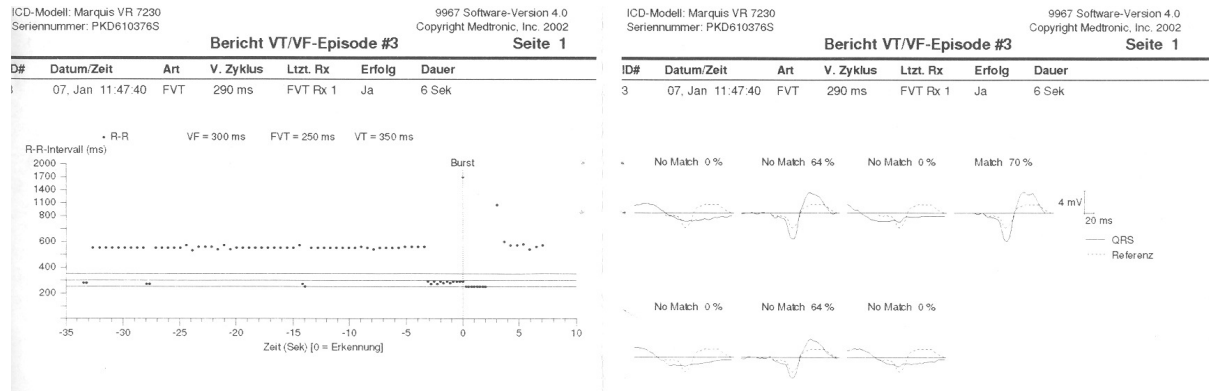 ICD-Modell: Marquis VR 7230
Seriennummer: PKD610376S
9967 Software-Version 4.0
Copyright Medtronic, Inc. 2002
Bericht VT/VF-Episode #3
Seite 1
D# Datum/Zeit Art V. Zyklus Ltzt. Rx Erfolg Dauer
07, Jan 11:47:40 FVT 290 ms FVT Rx 1 Ja 6 Sek
R-R VF = 300 ms FVT = 250 ms VT = 350 ms
R-R-Intervall (ms)
Burst
2000
1700
1400
1100
800
600
400
200
-35 -30 -25 -20 -15 -10 -5 0 5 10
Zeit (Sek) [0 = Erkennung]
ICD-Modell: Marquis VR 7230
Seriennummer: PKD610376S
9967 Software-Version 4.0
Copyright Medtronic, Inc. 2002
Bericht VT/VF-Episode #3
Seite 1
ID# Datum/Zeit Art V. Zyklus Ltzt. Rx Erfolg Dauer
3 07, Jan 11:47:40 FVT 290 ms FVT Rx 1 Ja 6 Sek
No Match 0 % No Match 64 % No Match 0 % Match 70 %
4 mV
20 ms
QRS
Referenz
No Match 0 % No Match 64 % No Match 0 %